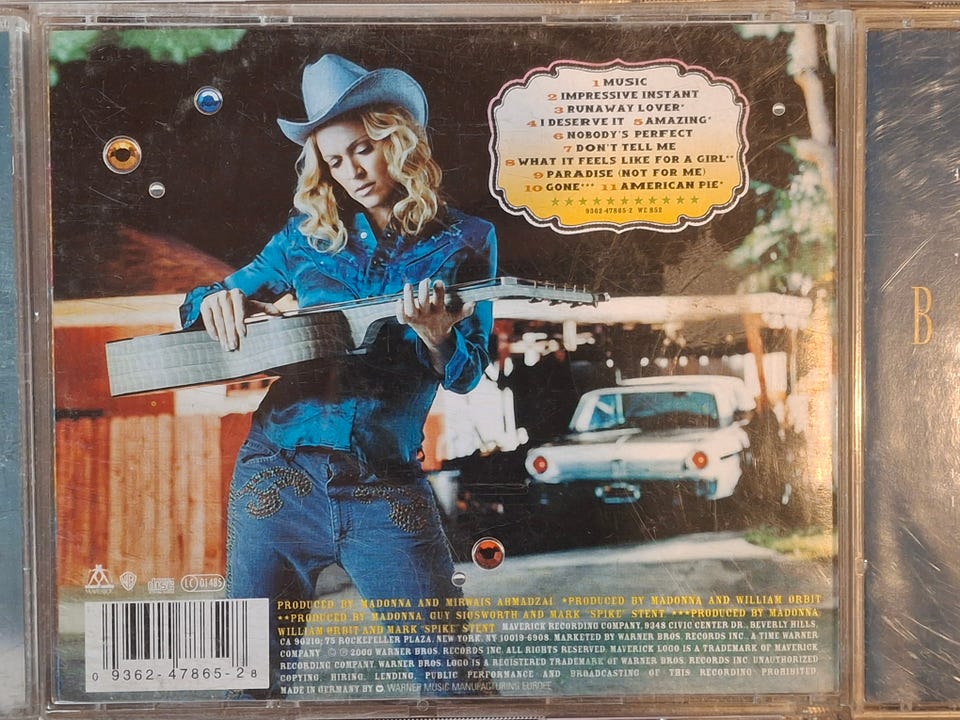 1 MUSIC
2 IMPRESSIVE INSTANT
3 RUNAWAY LOVER*
4 I DESERVE IT 5 AMAZING*
6 NOBODY'S PERFECT
7 DON'T TELL ME
8 WHAT IT FEELS LIKE FOR A GIRL**
9 PARADISE (NOT FOR ME)
10 GONE*** 11 AMERICAN PIE*
9362-47865-2 WE 852
B
MAVERICK
WB
LC 01485
PRODUCED BY MADONNA AND MIRWAIS AHMADZAÏ *PRODUCED BY MADONNA AND WILLIAM ORBIT
**PRODUCED BY MADONNA, GUY SIGSWORTH AND MARK "SPIKE" STENT ***PRODUCED BY MADONNA,
WILLIAM ORBIT AND MARK "SPIKE" STENT MAVERICK RECORDING COMPANY, 9348 CIVIC CENTER DR., BEVERLY HILLS,
CA 90210; 75 ROCKEFELLER PLAZA, NEW YORK, NY 10019-6908. MARKETED BY WARNER BROS. RECORDS INC., A TIME WARNER
COMPANY © ℗ 2000 WARNER BROS. RECORDS INC. ALL RIGHTS RESERVED. MAVERICK LOGO IS A TRADEMARK OF MAVERICK
RECORDING COMPANY. WARNER BROS. LOGO IS A REGISTERED TRADEMARK OF WARNER BROS. RECORDS INC. UNAUTHORIZED
COPYING, HIRING, LENDING, PUBLIC PERFORMANCE AND BROADCASTING OF THIS RECORDING PROHIBITED.
MADE IN GERMANY BY WARNER MUSIC MANUFACTURING EUROPE
0 9362-47865-2 8